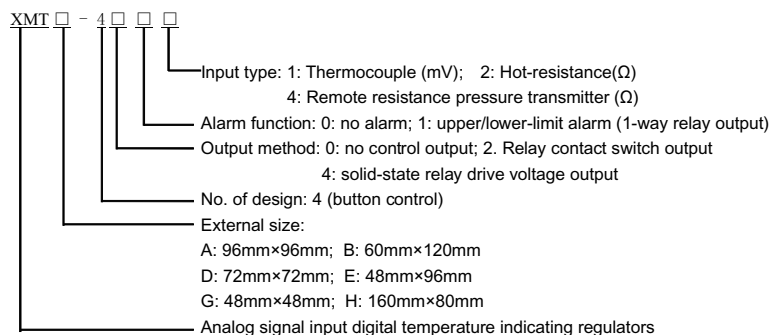 XMT □ - 4 □ □ □
Input type: 1: Thermocouple (mV); 2: Hot-resistance(Ω)
4: Remote resistance pressure transmitter (Ω)
Alarm function: 0: no alarm; 1: upper/lower-limit alarm (1-way relay output)
Output method: 0: no control output; 2. Relay contact switch output
4: solid-state relay drive voltage output
No. of design: 4 (button control)
External size:
A: 96mm×96mm; B: 60mm×120mm
D: 72mm×72mm; E: 48mm×96mm
G: 48mm×48mm; H: 160mm×80mm
Analog signal input digital temperature indicating regulators